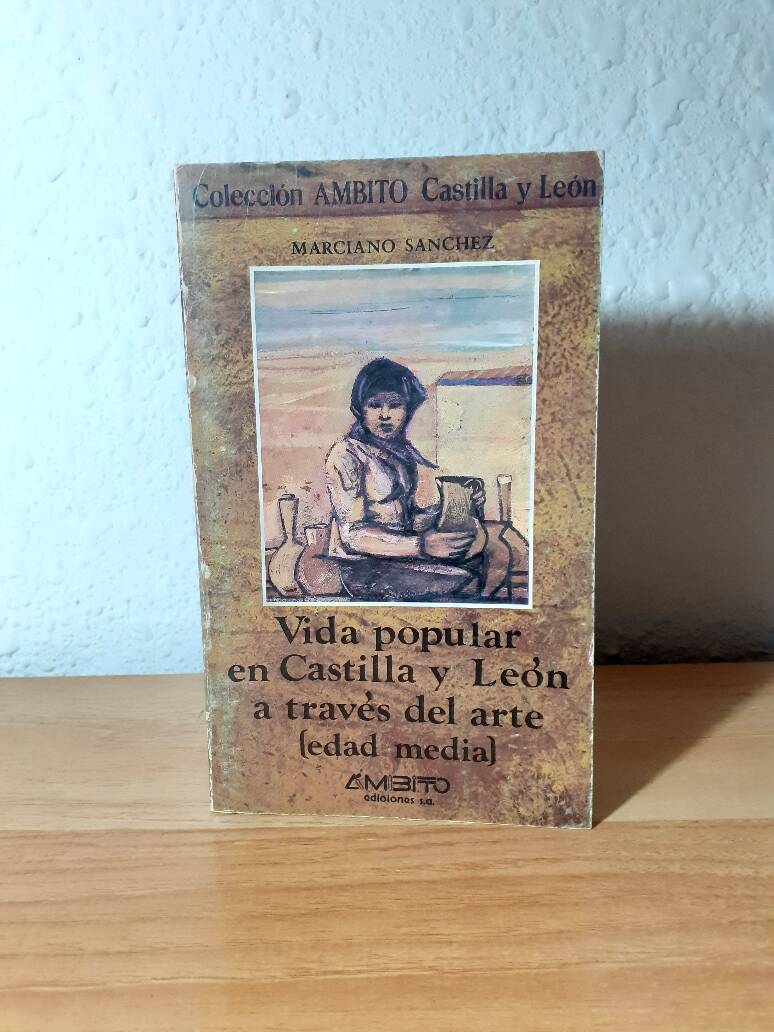 Colección AMBITO Castilla y León
MARCIANO SANCHEZ
Vida popular
en Castilla y León
a través del arte
(edad media)
ÁMBITO
ediciones s.a.